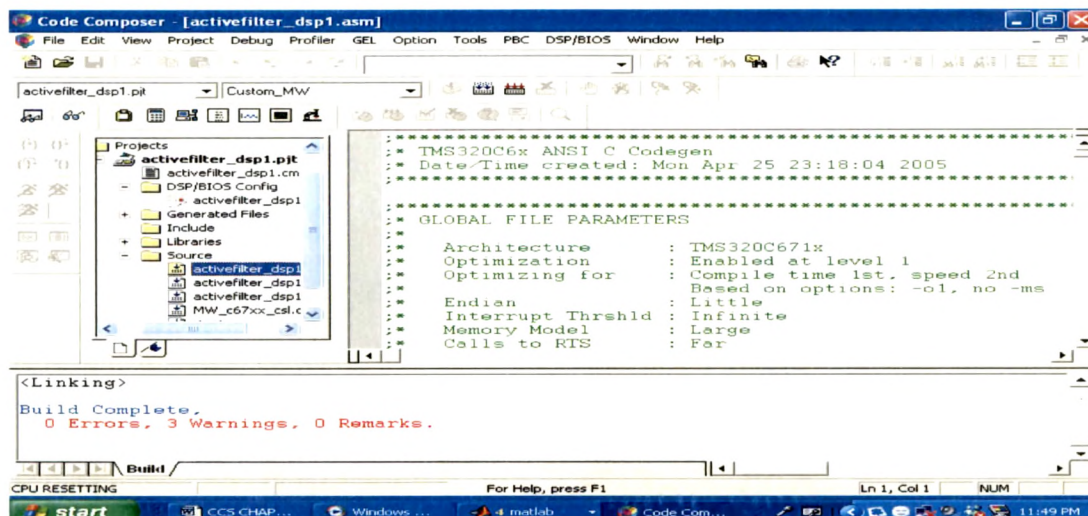 Code Composer - [activefilter_dsp1.asm]
File Edit View Project Debug Profiler GEL Option Tools PBC DSP/BIOS Window Help
activefilter_dsp1.pjt Custom_MW
Projects
activefilter_dsp1.pjt
activefilter_dsp1.cm
DSP/BIOS Config
activefilter_dsp1
Generated Files
Include
Libraries
Source
activefilter_dsp1
activefilter_dsp1
activefilter_dsp1
MW_c67xx_csl.c
;* TMS320C6x ANSI C Codegen
;* Date/Time created: Mon Apr 25 23:18:04 2005
;* GLOBAL FILE PARAMETERS
;* Architecture : TMS320C671x
;* Optimization : Enabled at level 1
;* Optimizing for : Compile time 1st, speed 2nd
;* Based on options: -o1, no -ms
;* Endian : Little
;* Interrupt Thrshld : Infinite
;* Memory Model : Large
;* Calls to RTS : Far
<Linking>
Build Complete,
0 Errors, 3 Warnings, 0 Remarks.
Build
CPU RESETTING For Help, press F1 Ln 1, Col 1 NUM
start CCS CHAP... Windows ... 4 matlab Code Com... 11:49 PM